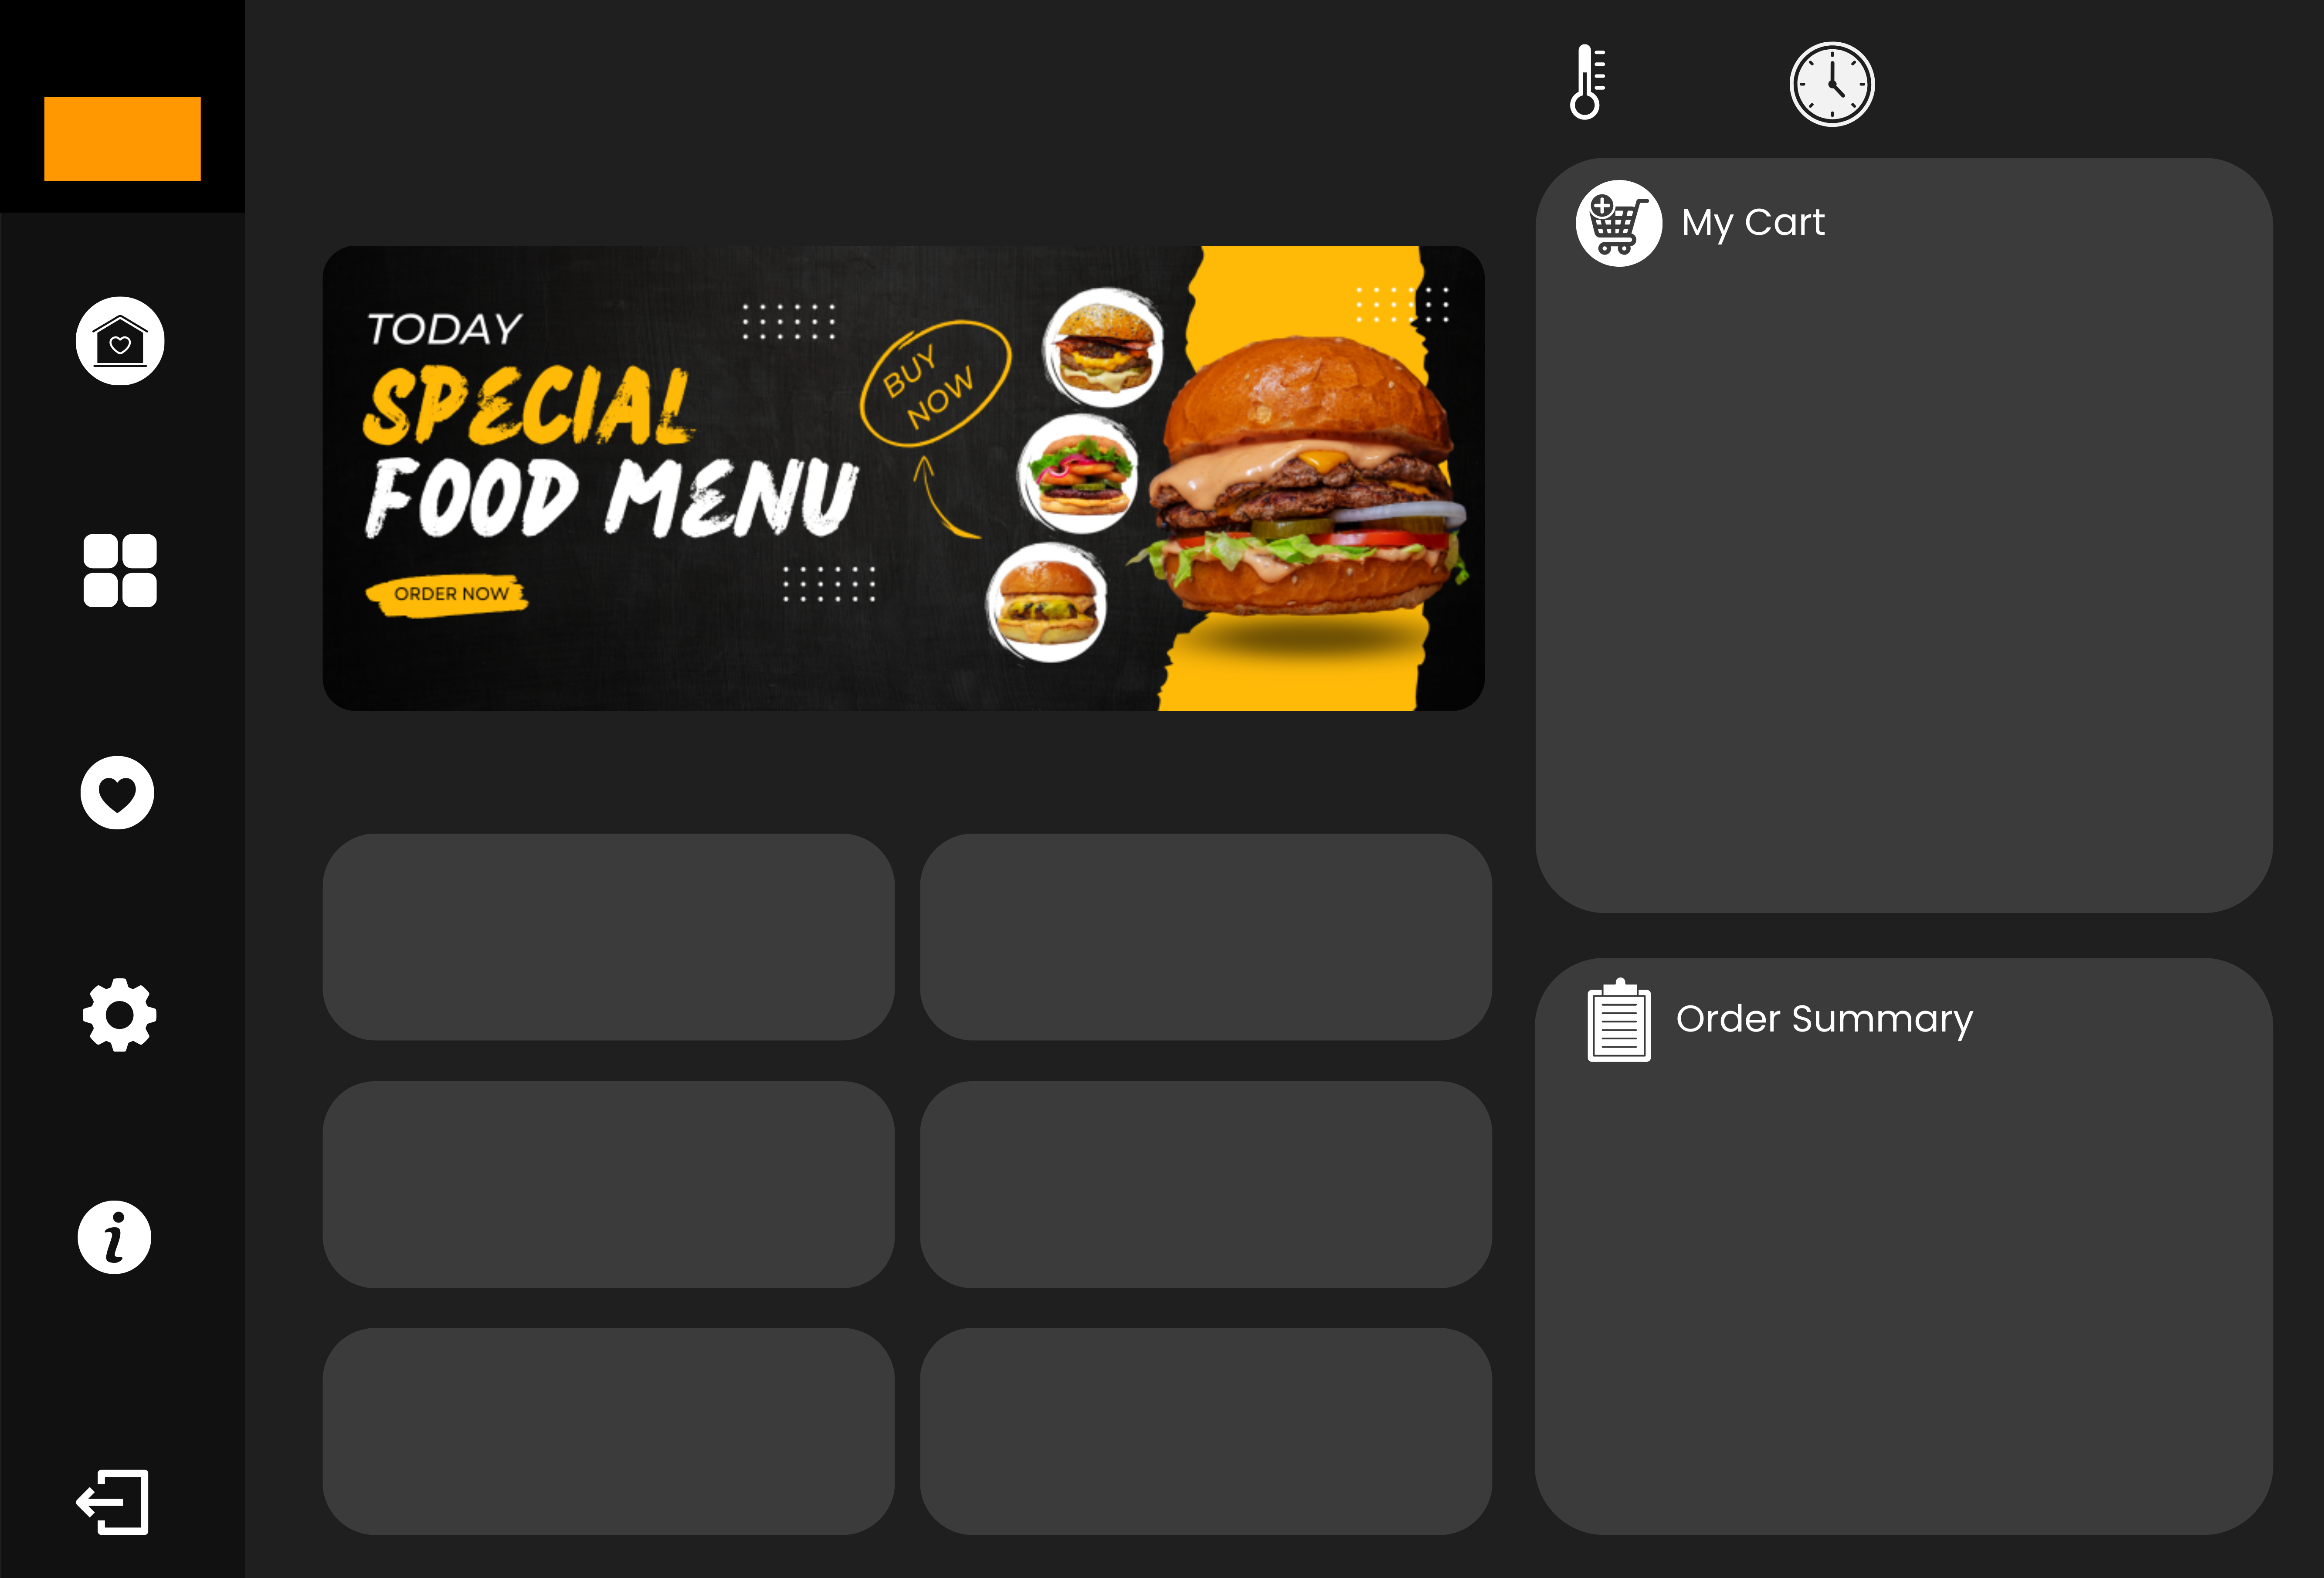 My Cart
TODAY
SPECIAL
FOOD MENU
BUY
NOW
ORDER NOW
Order Summary